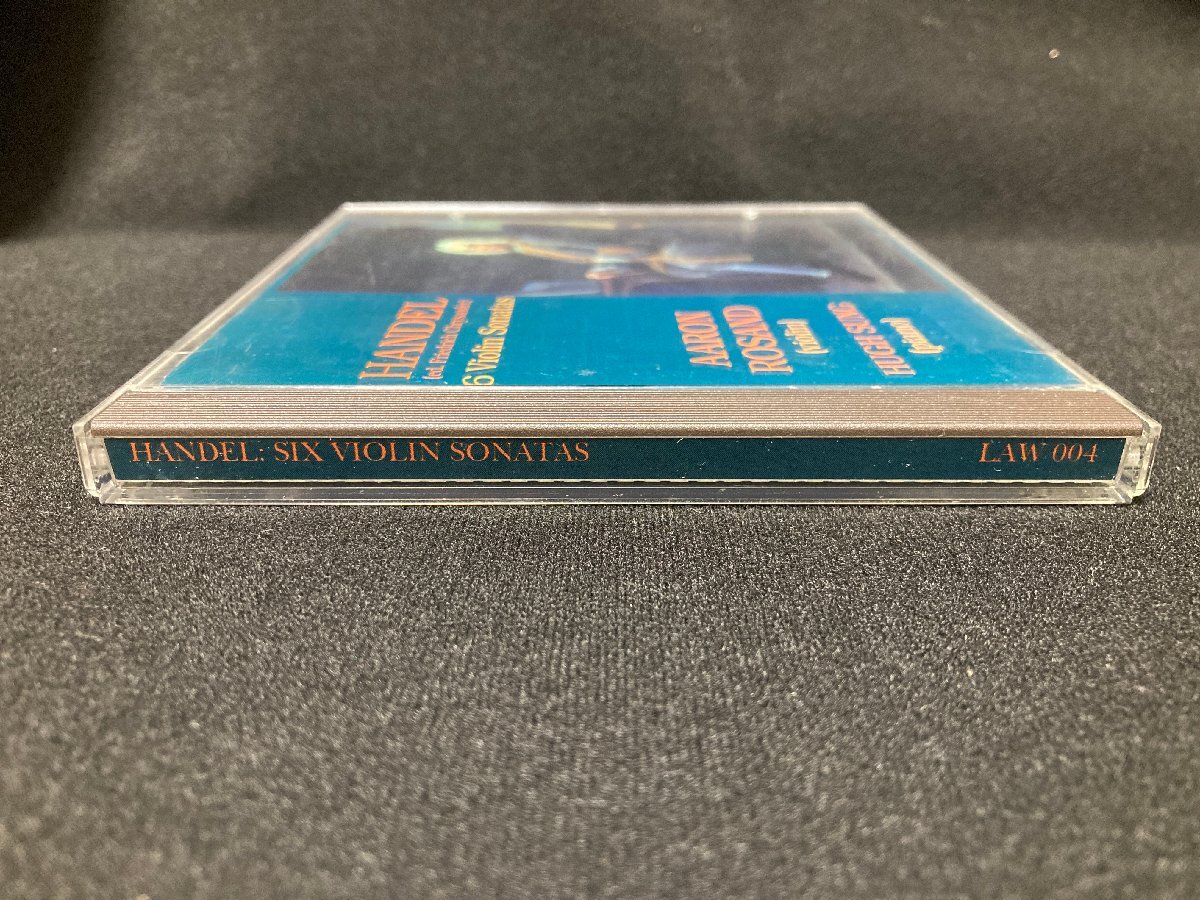 HANDEL
6 Violin Sonatas
AARON
ROSAND
(violin)
HUGH SUNG
(piano)
HANDEL: SIX VIOLIN SONATAS
LAW 004